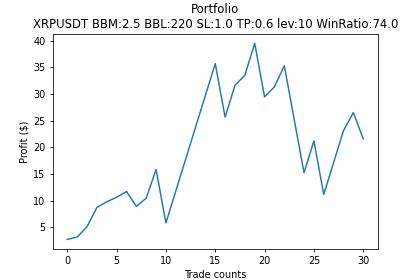 Portfolio
XRPUSDT BBM:2.5 BBL:220 SL:1.0 TP:0.6 lev:10 WinRatio:74.0
40
35
30
25
20
15
10
5
Profit ($)
0 5 10 15 20 25 30
Trade counts